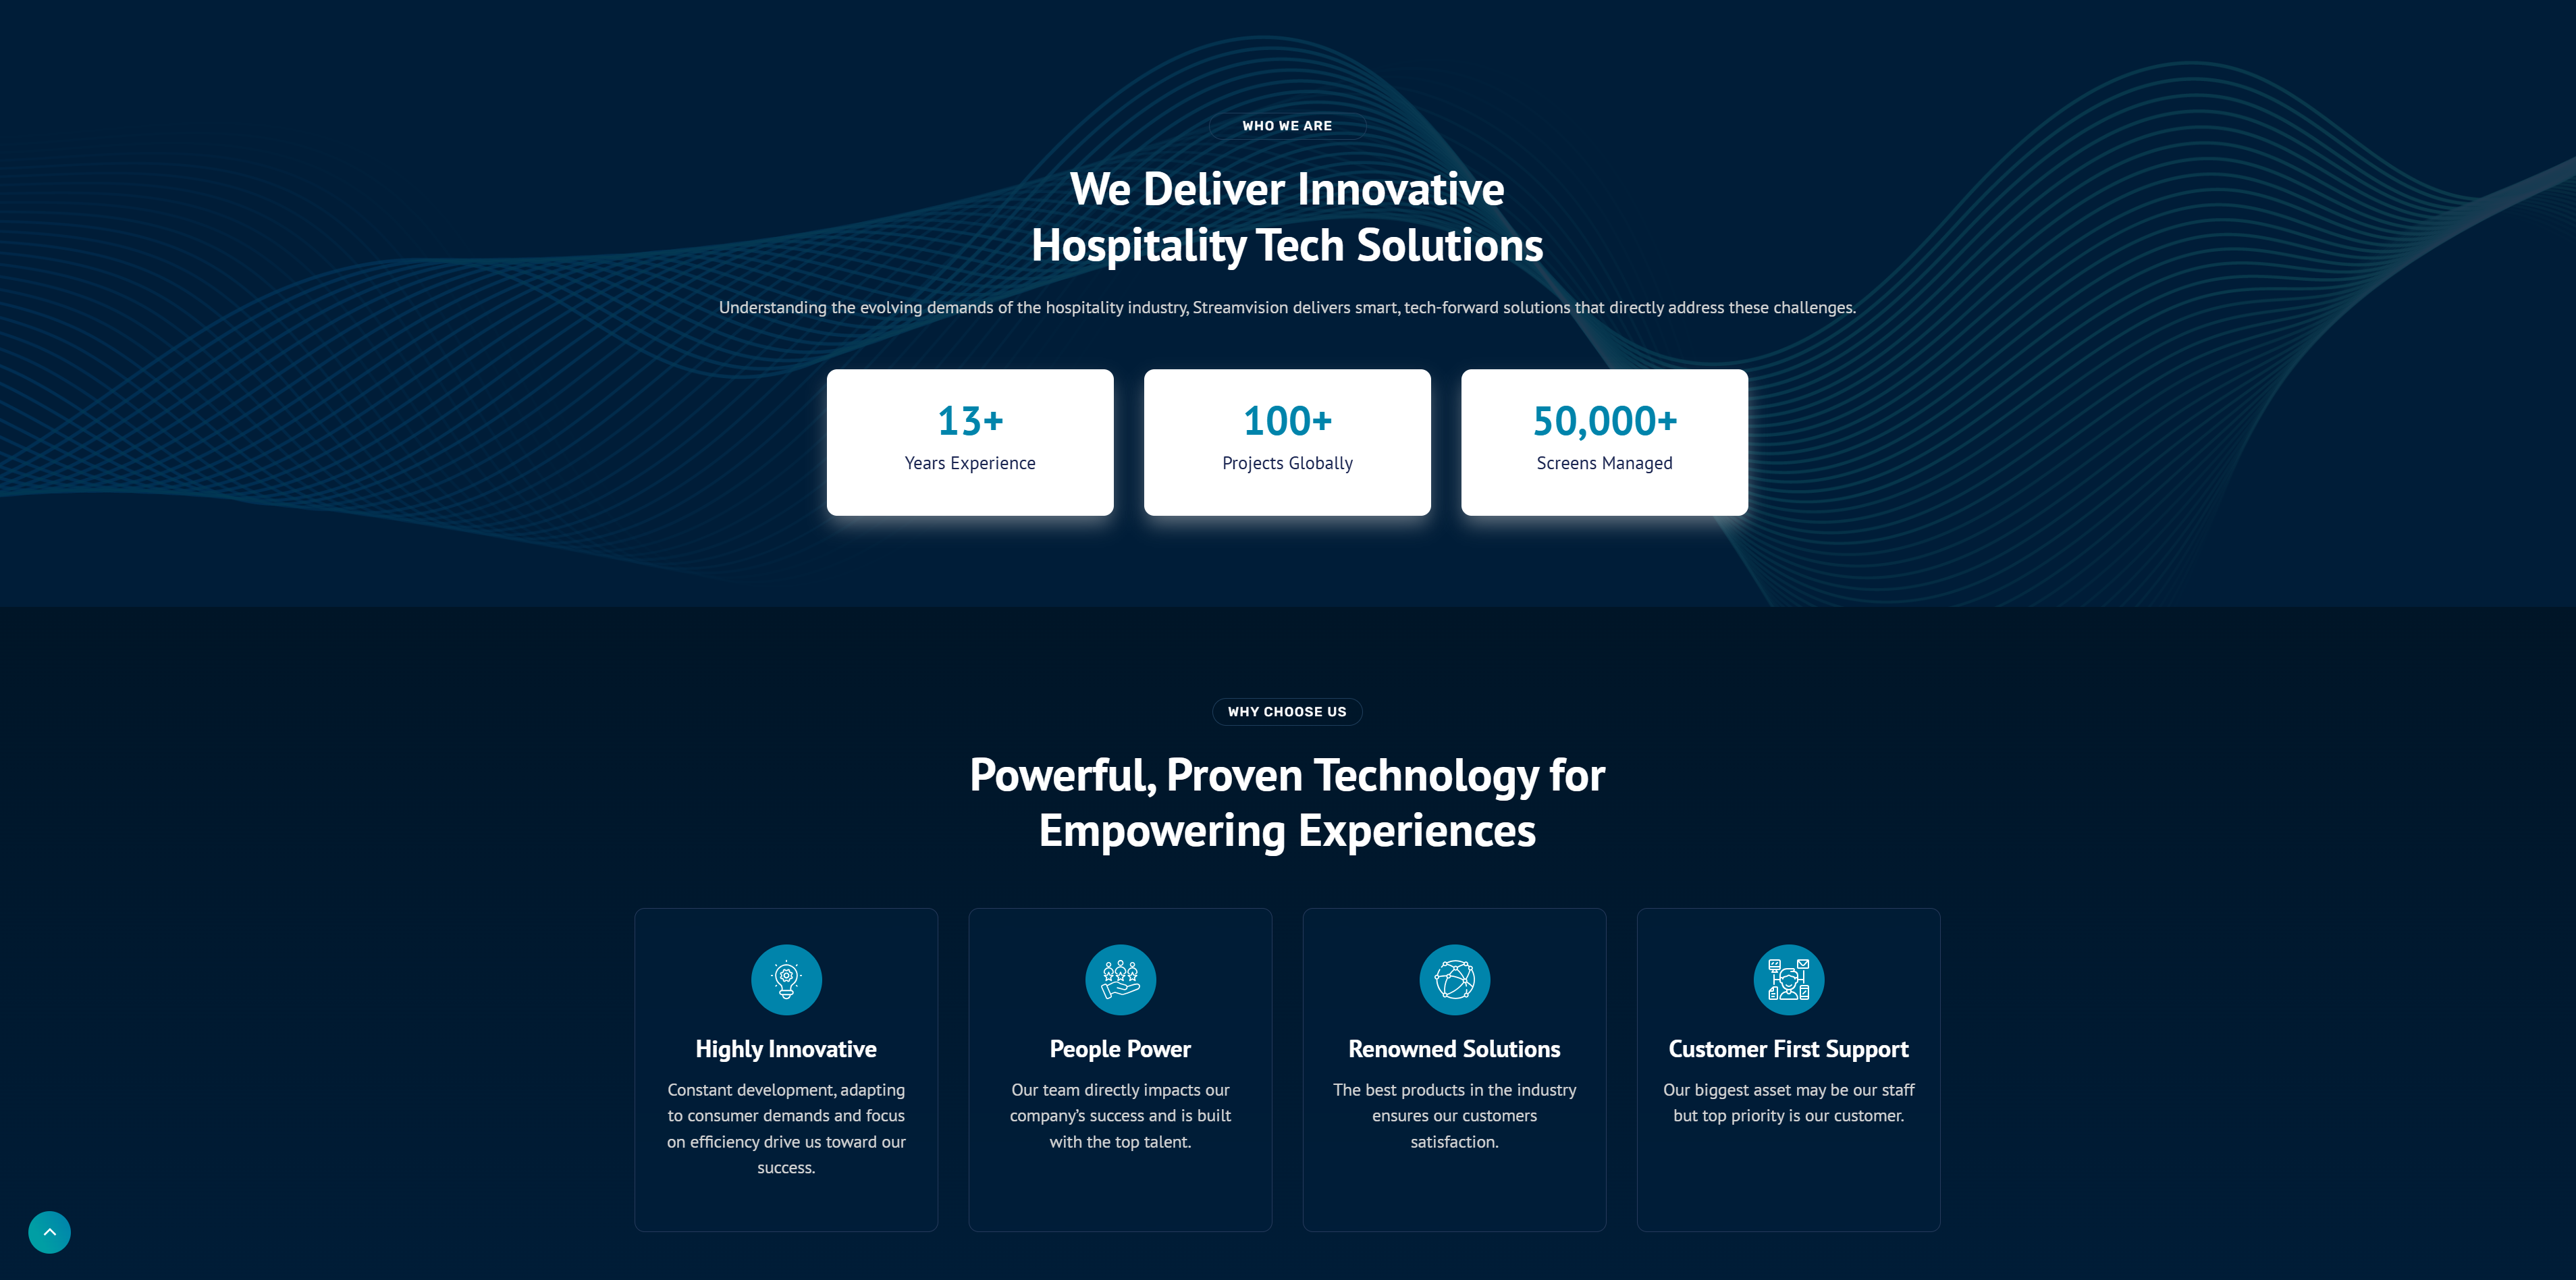 WHO WE ARE
We Deliver Innovative
Hospitality Tech Solutions
Understanding the evolving demands of the hospitality industry, Streamvision delivers smart, tech-forward solutions that directly address these challenges.
13+
Years Experience
100+
Projects Globally
50,000+
Screens Managed
WHY CHOOSE US
Powerful, Proven Technology for
Empowering Experiences
Highly Innovative
Constant development, adapting
to consumer demands and focus
on efficiency drive us toward our
success.
People Power
Our team directly impacts our
company’s success and is built
with the top talent.
Renowned Solutions
The best products in the industry
ensures our customers
satisfaction.
Customer First Support
Our biggest asset may be our staff
but top priority is our customer.